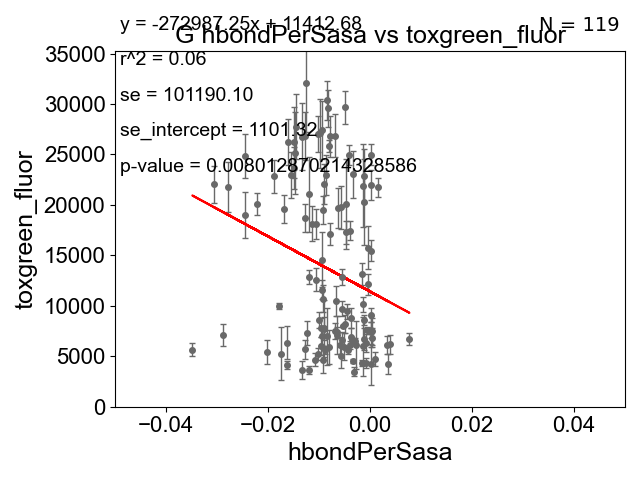 y = -272987.25x + 11412.68
N = 119
G hbondPerSasa vs toxgreen_fluor
r^2 = 0.06
se = 101190.10
se_intercept = 1101.32
p-value = 0.008012870214328586
35000
30000
25000
20000
15000
10000
5000
0
toxgreen_fluor
−0.04
−0.02
0.00
0.02
0.04
hbondPerSasa